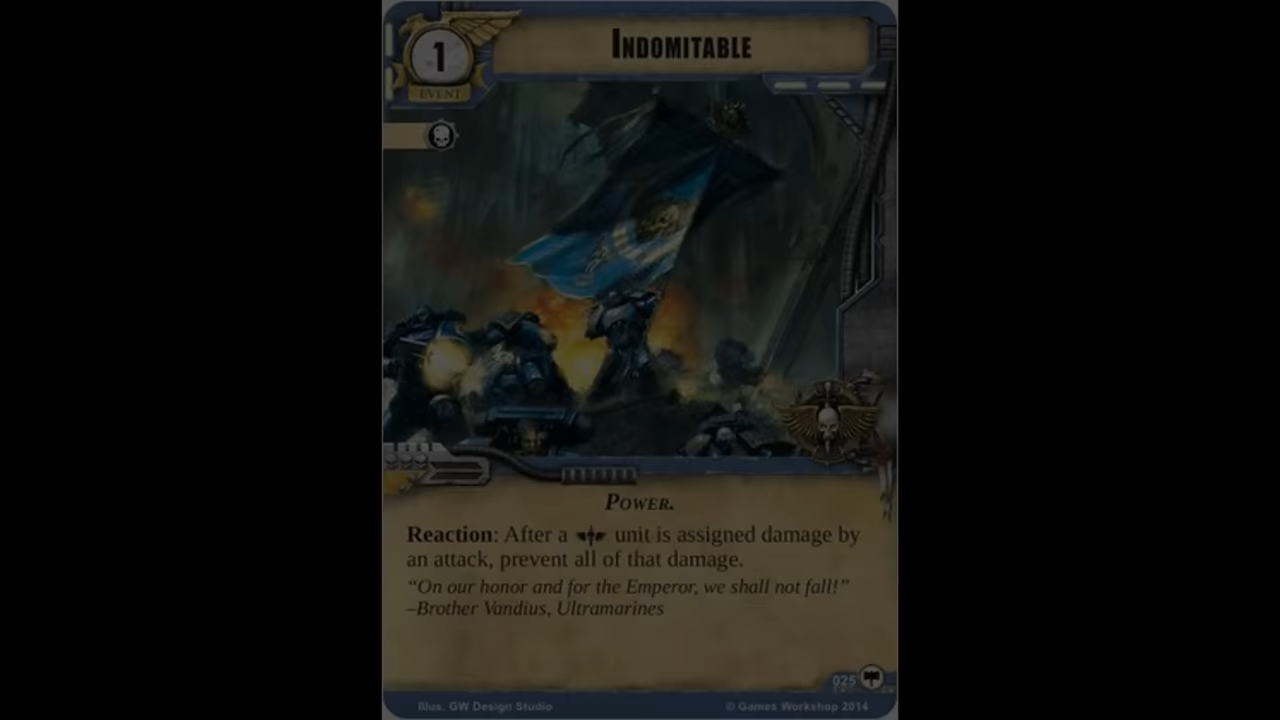 1
INDOMITABLE
EVENT
POWER.
Reaction: After a unit is assigned damage by
an attack, prevent all of that damage.
“On our honor and for the Emperor, we shall not fall!”
–Brother Vandius, Ultramarines
025
Illus. GW Design Studio
© Games Workshop 2014